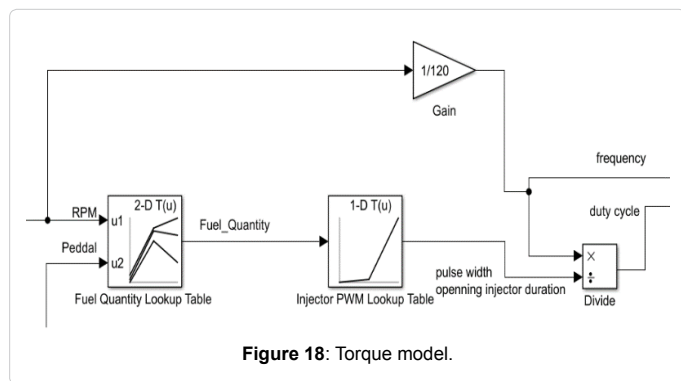 1/120
Gain
frequency
2-D T(u)
1-D T(u)
duty cycle
RPM
u1
Fuel_Quantity
Peddal
u2
×
÷
pulse width
openning injector duration
Fuel Quantity Lookup Table
Injector PWM Lookup Table
Divide
Figure 18: Torque model.